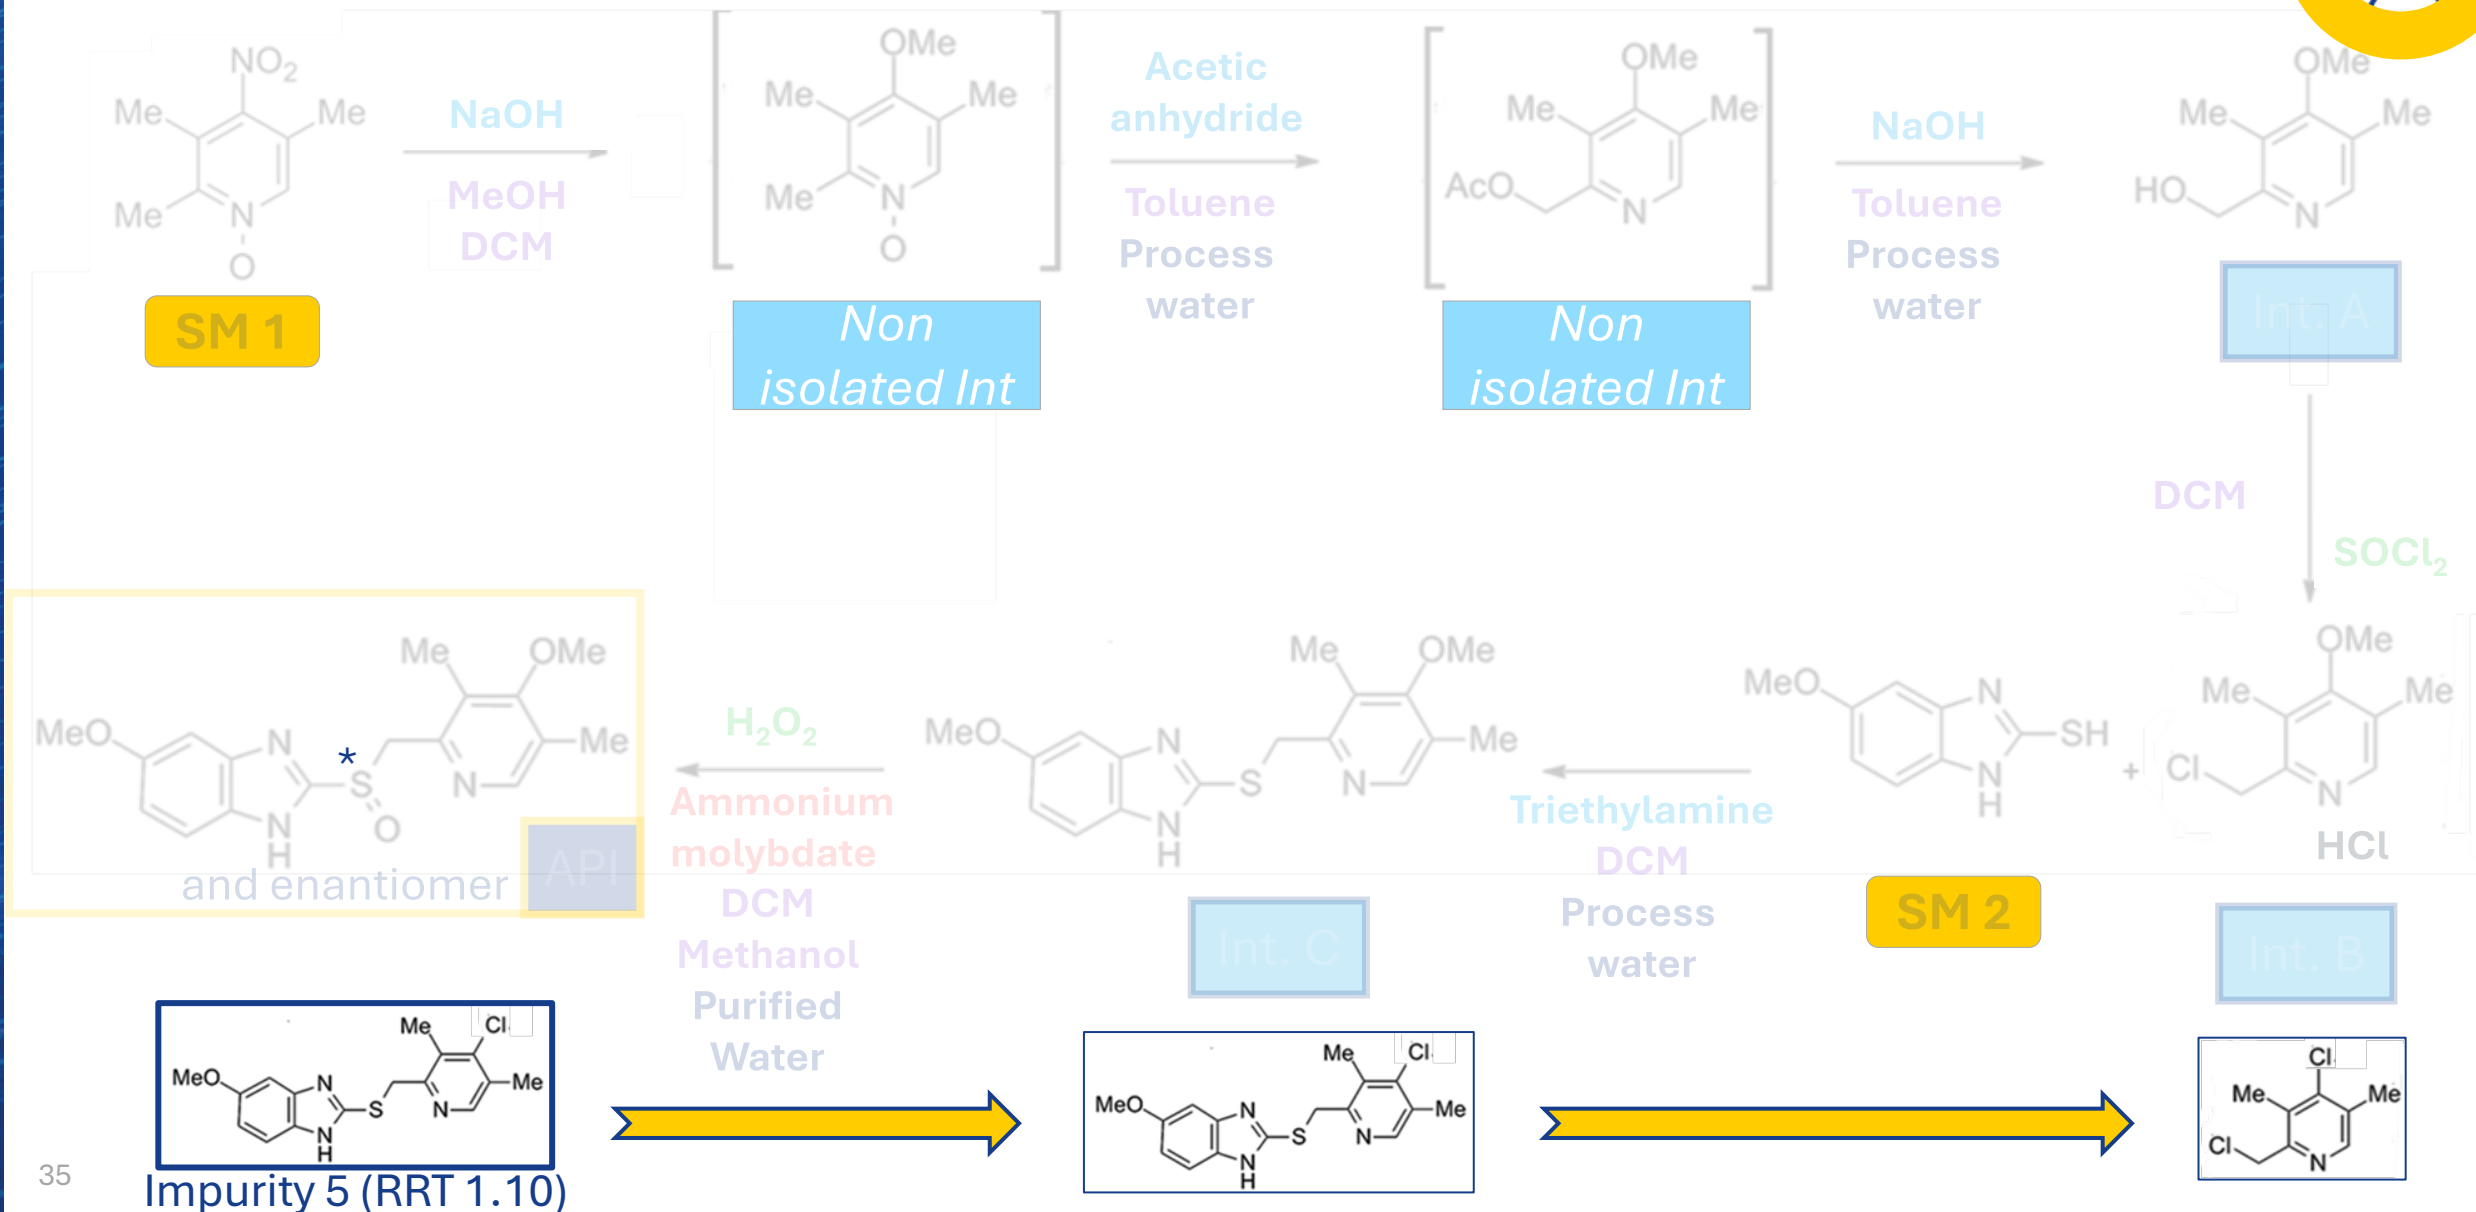 NO2
Me
Me
Me
N
O
SM 1
NaOH
MeOH
DCM
OMe
Me
Me
Me
N
O
Non
isolated Int
Acetic
anhydride
Toluene
Process
water
OMe
Me
Me
AcO
N
Non
isolated Int
NaOH
Toluene
Process
water
OMe
Me
Me
HO
N
Int. A
DCM
SOCl2
OMe
Me
Me
Cl
N
HCl
Int. B
+
MeO
N
SH
N
H
SM 2
Triethylamine
DCM
Process
water
Me
OMe
MeO
N
S
N
Me
N
H
Int. C
H2O2
Ammonium
molybdate
DCM
Methanol
Purified
Water
Me
OMe
MeO
N
*
S
N
Me
O
N
H
and enantiomer
API
Me
Cl
MeO
N
S
N
Me
N
H
Impurity 5 (RRT 1.10)
Me
Cl
MeO
N
S
N
Me
N
H
Cl
Me
Me
Cl
N
35